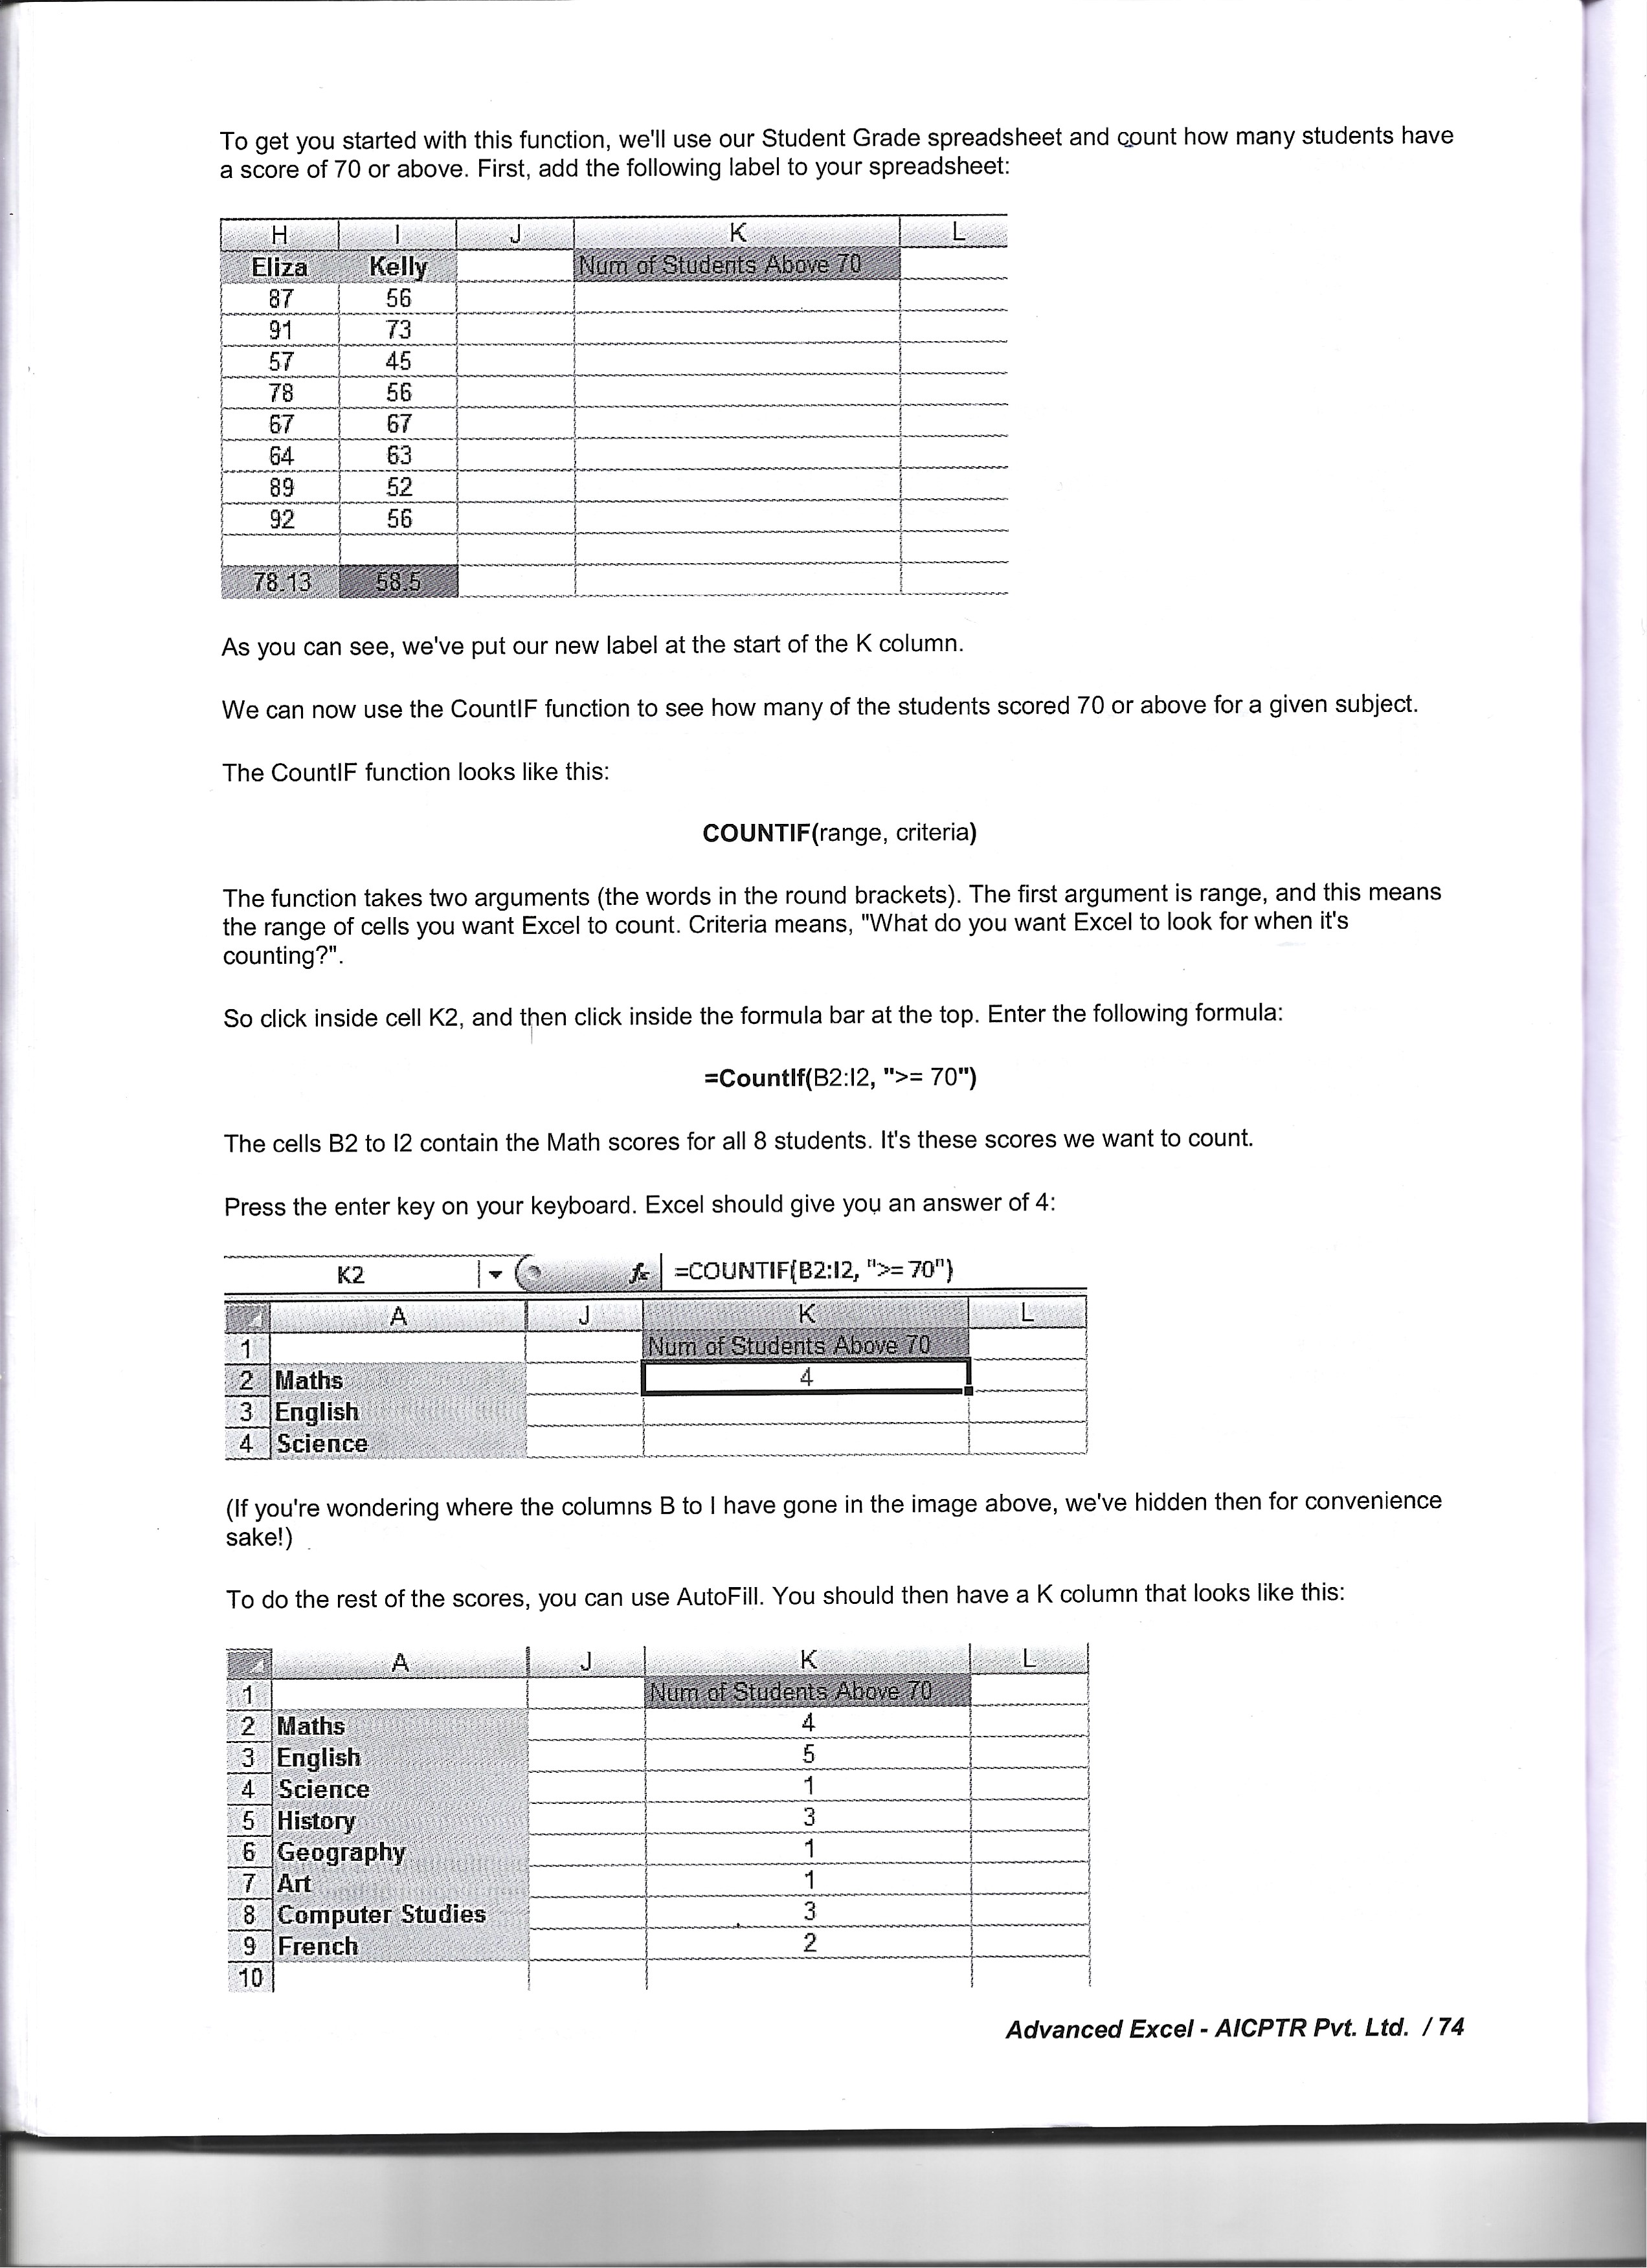 To get you started with this function, we'll use our Student Grade spreadsheet and count how many students have
a score of 70 or above. First, add the following label to your spreadsheet:
H I J K L
Eliza Kelly Num of Students Above 70
87 56
91 73
57 45
78 56
67 67
64 63
89 52
92 56
78.13 58.5
As you can see, we've put our new label at the start of the K column.
We can now use the CountIF function to see how many of the students scored 70 or above for a given subject.
The CountIF function looks like this:
COUNTIF(range, criteria)
The function takes two arguments (the words in the round brackets). The first argument is range, and this means
the range of cells you want Excel to count. Criteria means, "What do you want Excel to look for when it's
counting?".
So click inside cell K2, and then click inside the formula bar at the top. Enter the following formula:
=CountIf(B2:I2, ">= 70")
The cells B2 to I2 contain the Math scores for all 8 students. It's these scores we want to count.
Press the enter key on your keyboard. Excel should give you an answer of 4:
K2 fx =COUNTIF(B2:I2, ">= 70")
A J K L
1 Num of Students Above 70
2 Maths 4
3 English
4 Science
(If you're wondering where the columns B to I have gone in the image above, we've hidden then for convenience
sake!)
To do the rest of the scores, you can use AutoFill. You should then have a K column that looks like this:
A J K L
1 Num of Students Above 70
2 Maths 4
3 English 5
4 Science 1
5 History 3
6 Geography 1
7 Art 1
8 Computer Studies 3
9 French 2
10
Advanced Excel - AICPTR Pvt. Ltd. / 74